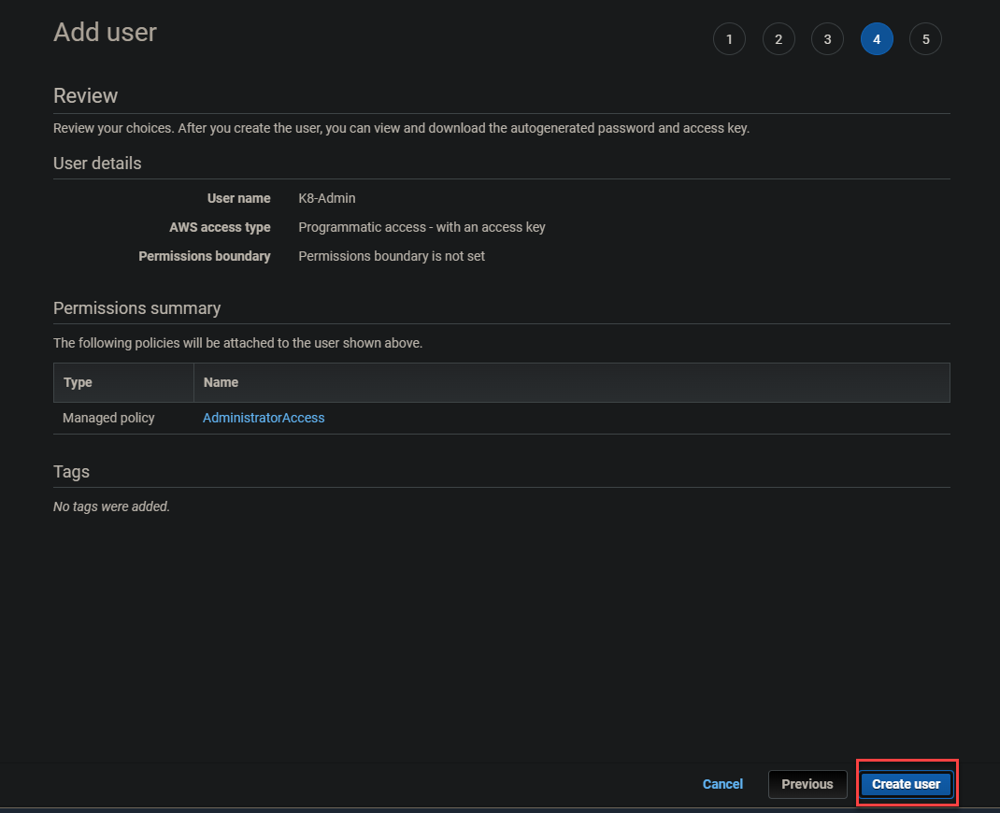 Add user
1 2 3 4 5
Review
Review your choices. After you create the user, you can view and download the autogenerated password and access key.
User details
User name K8-Admin
AWS access type Programmatic access - with an access key
Permissions boundary Permissions boundary is not set
Permissions summary
The following policies will be attached to the user shown above.
Type Name
Managed policy AdministratorAccess
Tags
No tags were added.
Cancel Previous Create user